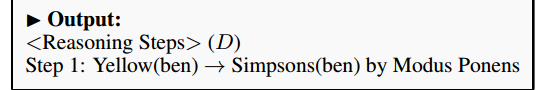 ▶ Output:
<Reasoning Steps> (D)
Step 1: Yellow(ben) → Simpsons(ben) by Modus Ponens